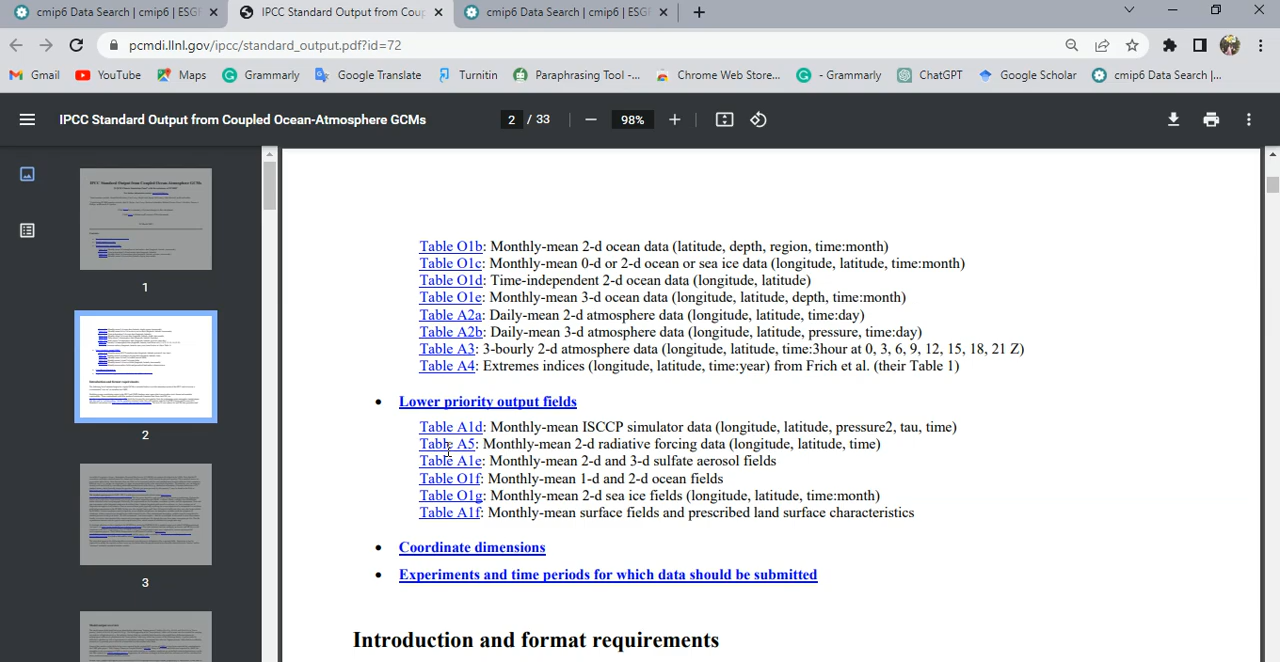 cmip6 Data Search | cmip6 | ESG
IPCC Standard Output from Coup
cmip6 Data Search | cmip6 | ESG
pcmdi.llnl.gov/ipcc/standard_output.pdf?id=72
Gmail
YouTube
Maps
Grammarly
Google Translate
Turnitin
Paraphrasing Tool -...
Chrome Web Store...
- Grammarly
ChatGPT
Google Scholar
cmip6 Data Search |...
IPCC Standard Output from Coupled Ocean-Atmosphere GCMs
2 / 33
98%
1
2
3
Table O1b: Monthly-mean 2-d ocean data (latitude, depth, region, time:month)
Table O1c: Monthly-mean 0-d or 2-d ocean or sea ice data (longitude, latitude, time:month)
Table O1d: Time-independent 2-d ocean data (longitude, latitude)
Table O1e: Monthly-mean 3-d ocean data (longitude, latitude, depth, time:month)
Table A2a: Daily-mean 2-d atmosphere data (longitude, latitude, time:day)
Table A2b: Daily-mean 3-d atmosphere data (longitude, latitude, pressure, time:day)
Table A3: 3-hourly 2-d atmosphere data (longitude, latitude, time:3hour at 0, 3, 6, 9, 12, 15, 18, 21 Z)
Table A4: Extremes indices (longitude, latitude, time:year) from Frich et al. (their Table 1)
• Lower priority output fields
Table A1d: Monthly-mean ISCCP simulator data (longitude, latitude, pressure2, tau, time)
Table A5: Monthly-mean 2-d radiative forcing data (longitude, latitude, time)
Table A1e: Monthly-mean 2-d and 3-d sulfate aerosol fields
Table O1f: Monthly-mean 1-d and 2-d ocean fields
Table O1g: Monthly-mean 2-d sea ice fields (longitude, latitude, time:month)
Table A1f: Monthly-mean surface fields and prescribed land surface characteristics
• Coordinate dimensions
• Experiments and time periods for which data should be submitted
Introduction and format requirements